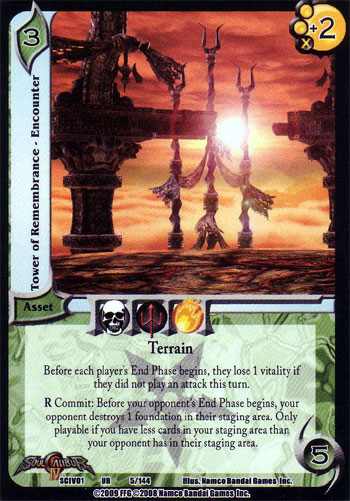 3
+2
X
Tower of Remembrance - Encounter
Asset
Terrain
Before each player's End Phase begins, they lose 1 vitality if
they did not play an attack this turn.
R Commit: Before your opponent's End Phase begins, your
opponent destroys 1 foundation in their staging area. Only
playable if you have less cards in your staging area than
your opponent has in their staging area.
5
SOULCALIBUR
IV
SCIV01 UR 5/144 Illus. Namco Bandai Games Inc.
©2009 FFG ©2008 Namco Bandai Games Inc.